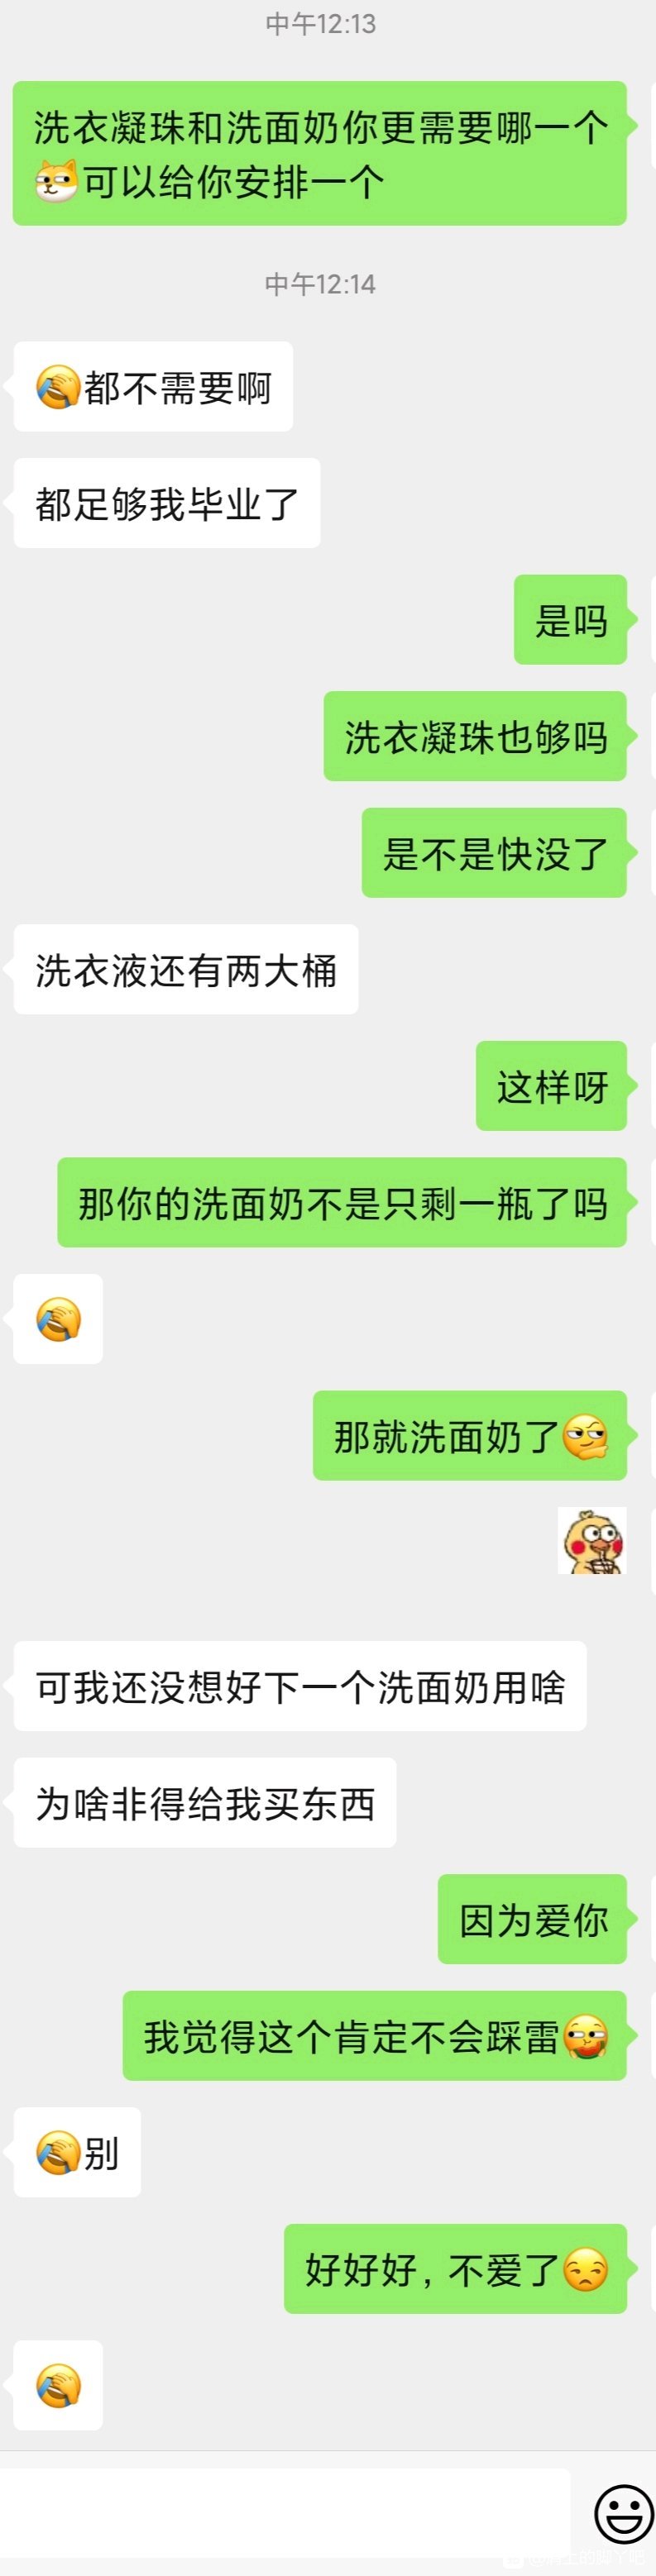 中午12:13
洗衣凝珠和洗面奶你更需要哪一个
可以给你安排一个
中午12:14
都不需要啊
都足够我毕业了
是吗
洗衣凝珠也够吗
是不是快没了
洗衣液还有两大桶
这样呀
那你的洗面奶不是只剩一瓶了吗
那就洗面奶了
可我还没想好下一个洗面奶用啥
为啥非得给我买东西
因为爱你
我觉得这个肯定不会踩雷
别
好好好，不爱了